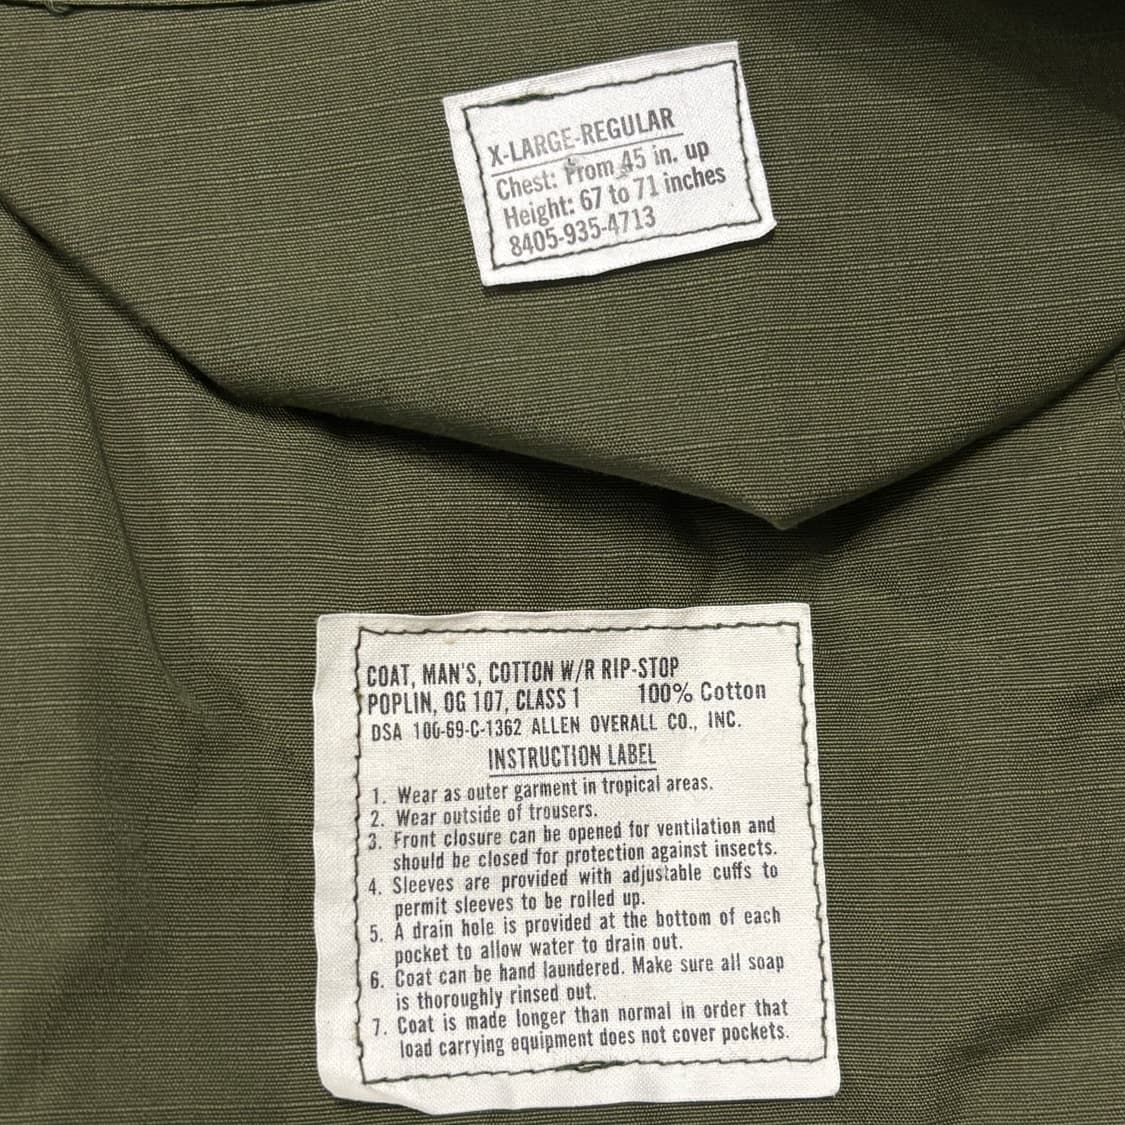 X-LARGE-REGULAR
Chest: From 45 in. up
Height: 67 to 71 inches
8405-935-4713
COAT, MAN'S, COTTON W/R RIP-STOP
POPLIN, OG 107, CLASS 1 100% Cotton
DSA 100-69-C-1362 ALLEN OVERALL CO., INC.
INSTRUCTION LABEL
1. Wear as outer garment in tropical areas.
2. Wear outside of trousers.
3. Front closure can be opened for ventilation and
should be closed for protection against insects.
4. Sleeves are provided with adjustable cuffs to
permit sleeves to be rolled up.
5. A drain hole is provided at the bottom of each
pocket to allow water to drain out.
6. Coat can be hand laundered. Make sure all soap
is thoroughly rinsed out.
7. Coat is made longer than normal in order that
load carrying equipment does not cover pockets.